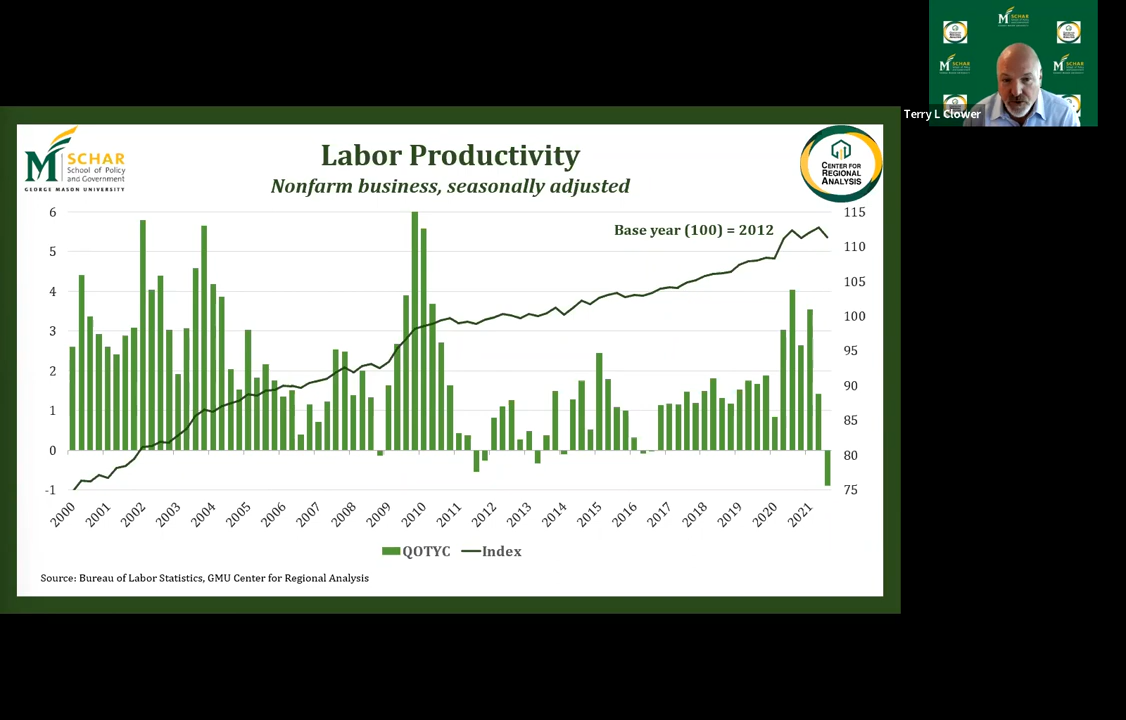 M SCHAR
School of Policy
and Government
GEORGE MASON UNIVERSITY
Labor Productivity
Nonfarm business, seasonally adjusted
CENTER FOR
REGIONAL
ANALYSIS
Base year (100) = 2012
6
5
4
3
2
1
0
-1
115
110
105
100
95
90
85
80
75
2000
2001
2002
2003
2004
2005
2006
2007
2008
2009
2010
2011
2012
2013
2014
2015
2016
2017
2018
2019
2020
2021
QOTYC
Index
Source: Bureau of Labor Statistics, GMU Center for Regional Analysis
M SCHAR
M SCHAR
M SCHAR
Terry L Clower